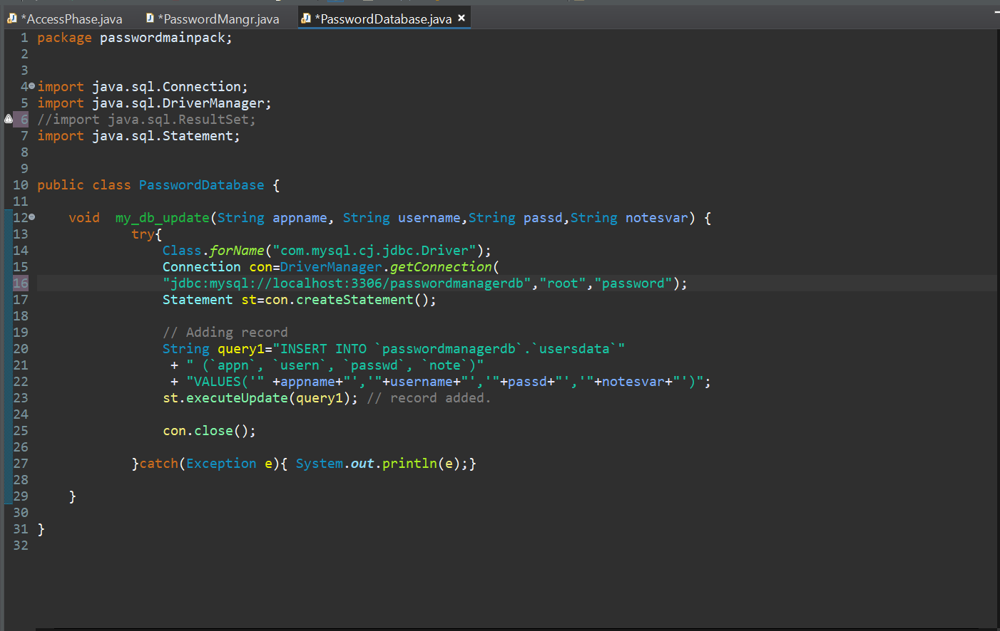 *AccessPhase.java *PasswordMangr.java *PasswordDatabase.java
1 package passwordmainpack;
2
3
4 import java.sql.Connection;
5 import java.sql.DriverManager;
6 //import java.sql.ResultSet;
7 import java.sql.Statement;
8
9
10 public class PasswordDatabase {
11
12 void  my_db_update(String appname, String username,String passd,String notesvar) {
13 try{
14 Class.forName("com.mysql.cj.jdbc.Driver");
15 Connection con=DriverManager.getConnection(
16 "jdbc:mysql://localhost:3306/passwordmanagerdb","root","password");
17 Statement st=con.createStatement();
18
19 // Adding record
20 String query1="INSERT INTO `passwordmanagerdb`.`usersdata`"
21 + " (`appn`, `usern`, `passwd`, `note`)"
22 + "VALUES('" +appname+"','"+username+"','"+passd+"','"+notesvar+"')";
23 st.executeUpdate(query1); // record added.
24
25 con.close();
26
27 }catch(Exception e){ System.out.println(e);}
28
29 }
30
31 }
32